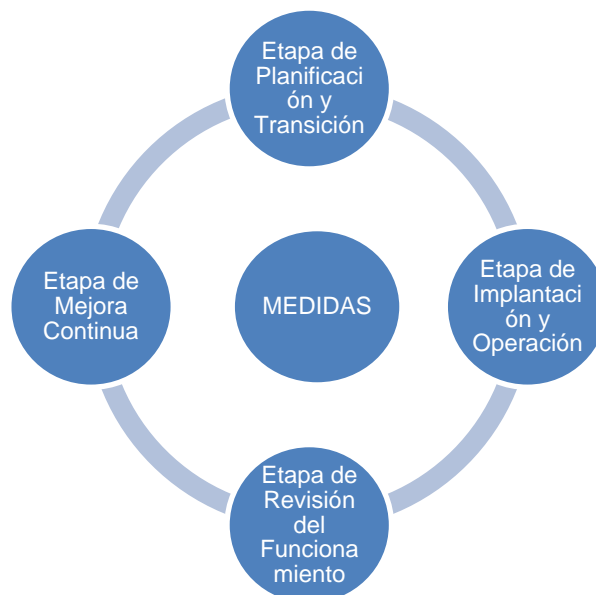 Etapa de
Planificaci
ón y
Transición
Etapa de
Mejora
Continua
MEDIDAS
Etapa de
Implantaci
ón y
Operación
Etapa de
Revisión
del
Funciona
miento